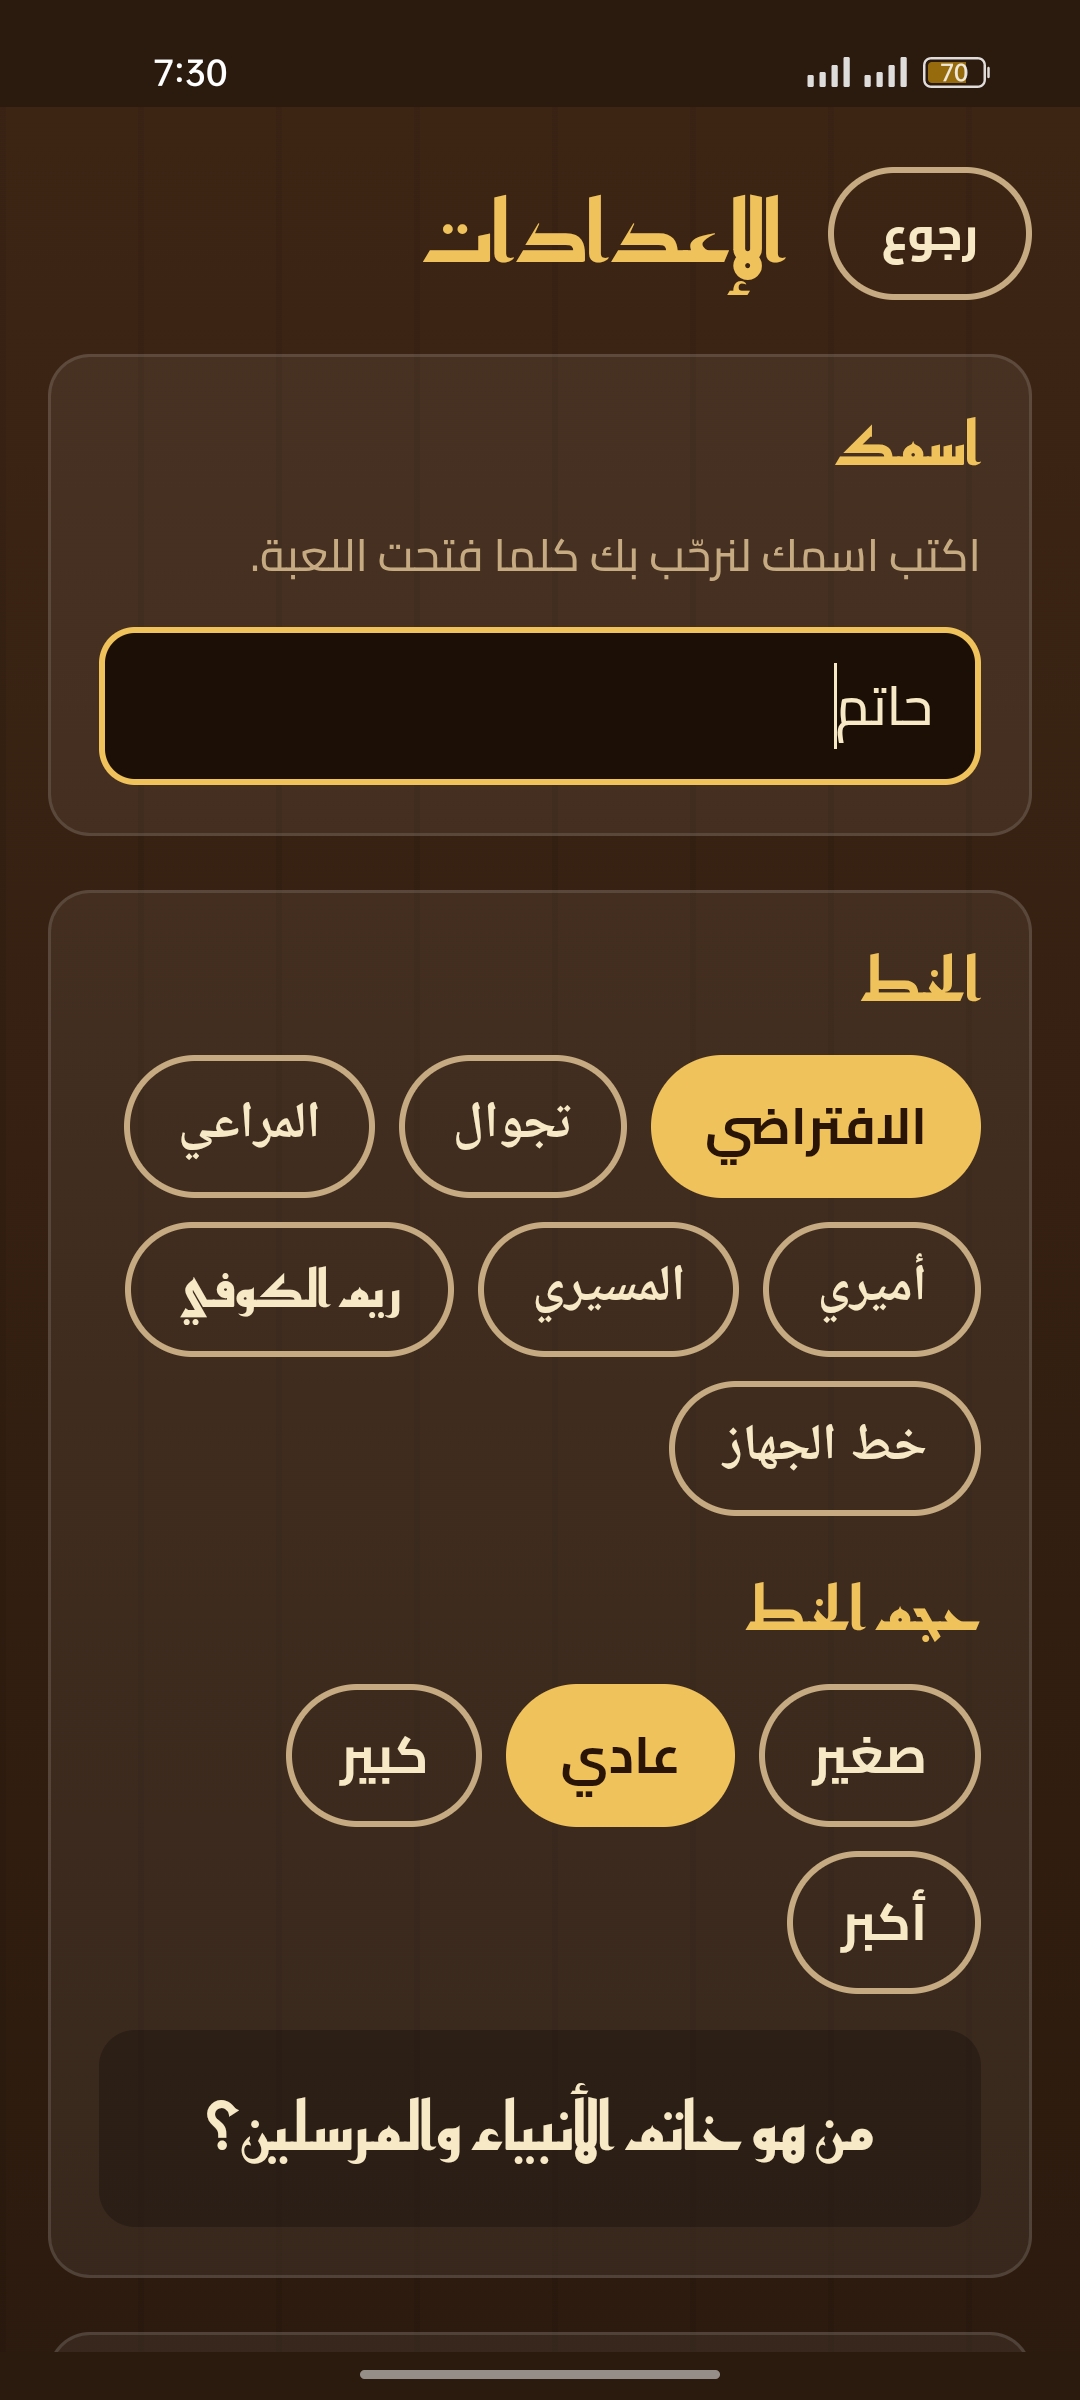 7:30
70
رجوع
الإعدادات
اسمك
اكتب اسمك لنرحّب بك كلما فتحت اللعبة.
حاتم
الخط
الافتراضي
تجوال
المراعي
أميري
المسيري
ريم الكوفي
خط الجهاز
حجم الخط
صغير
عادي
كبير
أكبر
من هو خاتم الأنبياء والمرسلين؟